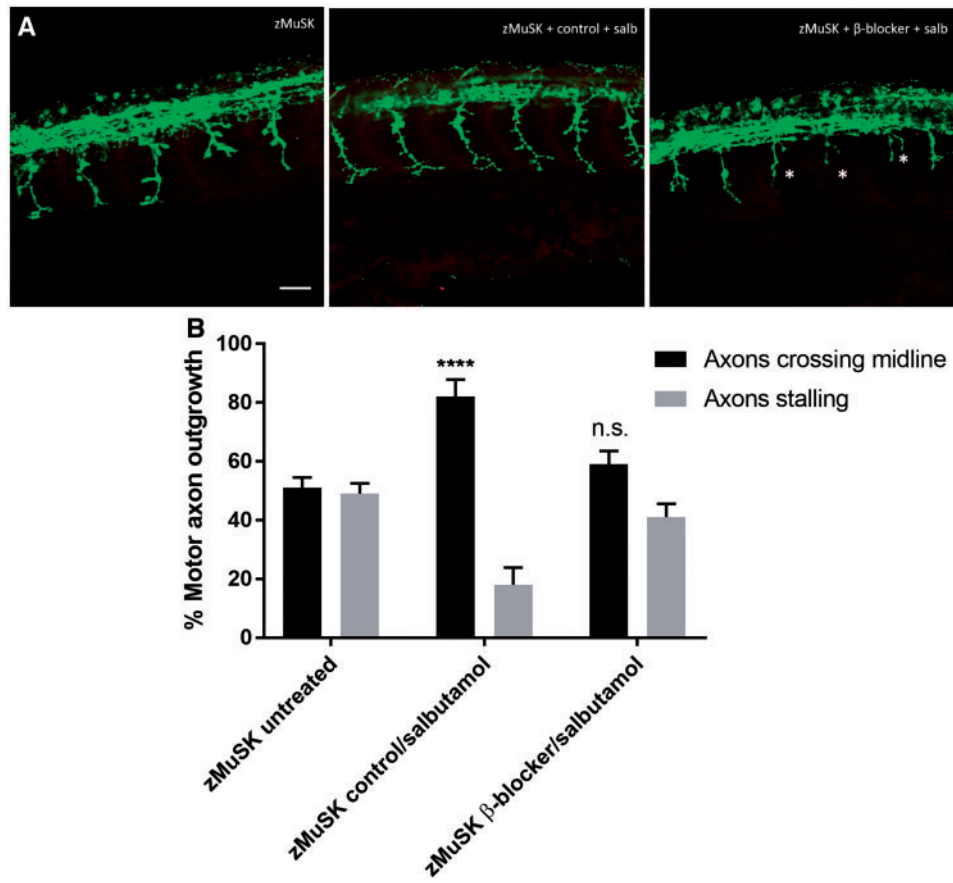 A
zMuSK
zMuSK + control + salb
zMuSK + β-blocker + salb
*
*
*
B
% Motor axon outgrowth
100
80
60
40
20
0
****
n.s.
Axons crossing midline
Axons stalling
zMuSK untreated
zMuSK control/salbutamol
zMuSK β-blocker/salbutamol